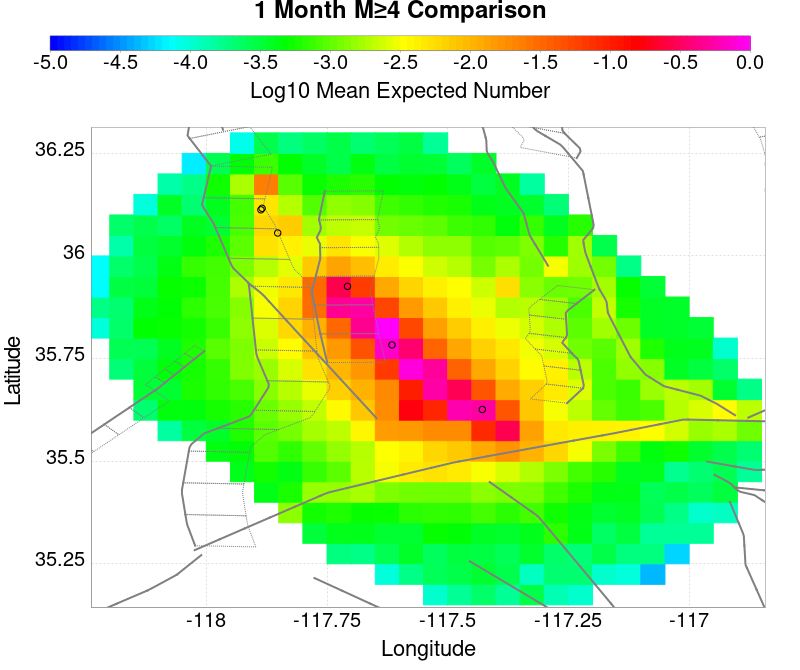 1 Month M≥4 Comparison
-5.0 -4.5 -4.0 -3.5 -3.0 -2.5 -2.0 -1.5 -1.0 -0.5 0.0
Log10 Mean Expected Number
36.25
36
35.75
35.5
35.25
Latitude
-118 -117.75 -117.5 -117.25 -117
Longitude